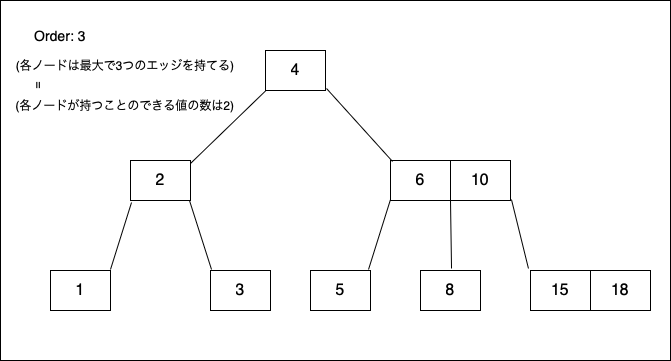 Order: 3
(各ノードは最大で3つのエッジを持てる)
=
(各ノードが持つことのできる値の数は2)
4
2
6 10
1 3 5 8 15 18